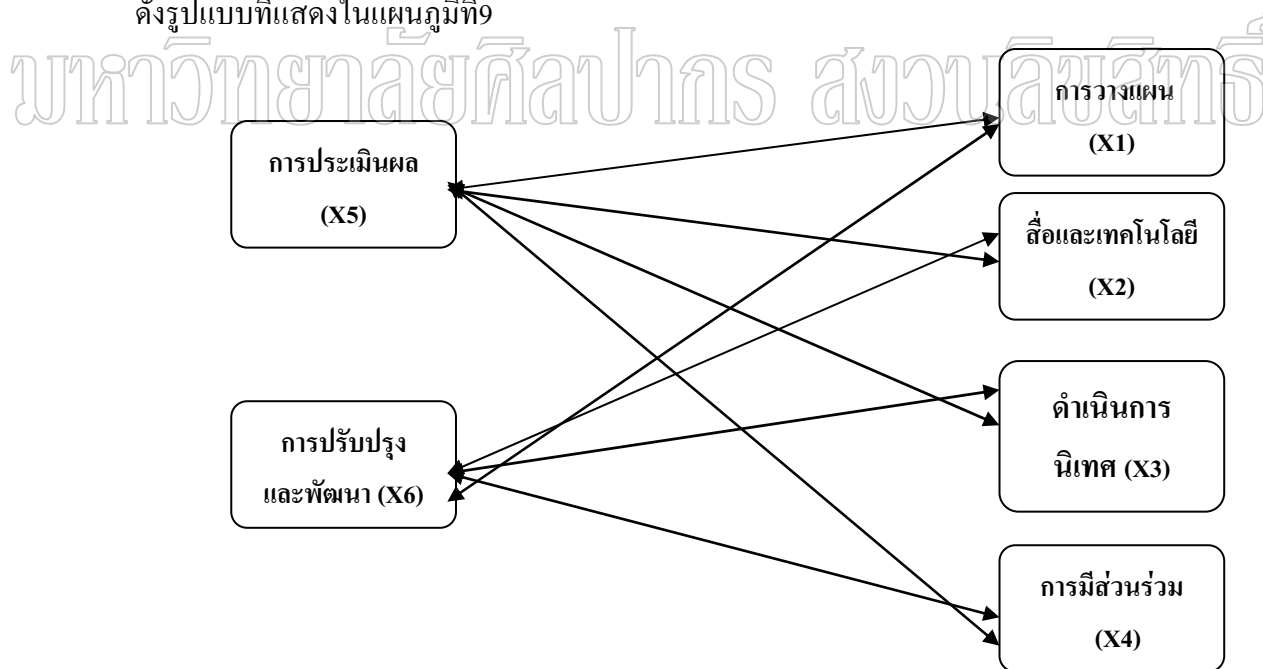 ดังรูปแบบที่แสดงในแผนภูมิที่9
มหาวิทยาลัยศิลปากร สงวนลิขสิทธิ์
การวางแผน
(X1)
การประเมินผล
(X5)
สื่อและเทคโนโลยี
(X2)
ดำเนินการ
นิเทศ (X3)
การปรับปรุง
และพัฒนา (X6)
การมีส่วนร่วม
(X4)